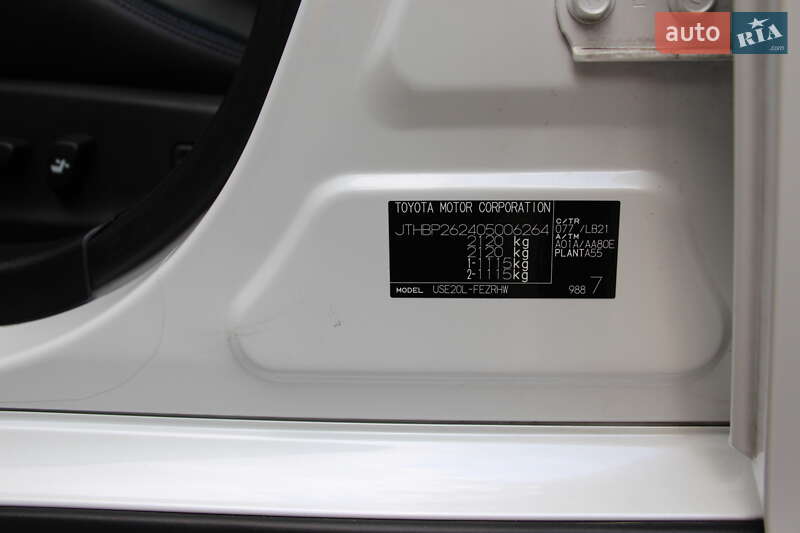 auto RIA .com
TOYOTA MOTOR CORPORATION
JTHBP262405006264
2120 kg
2120 kg
1-1115kg
2-1115kg
C/TR
077 /LB21
A/TM
A01A/AA80E
PLANTA55
MODEL USE20L-FEZRHW
988 7